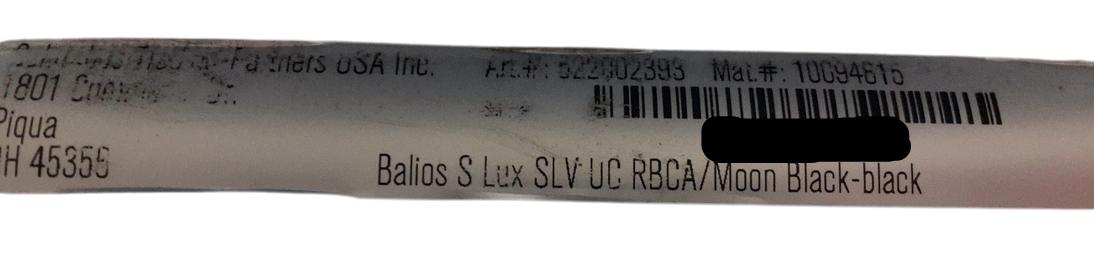 Partners USA Inc.
1801 Dr.
Piqua
OH 45356
Art.#: 522002393 Mat.#: 10094615
Balios S Lux SLV UC RBCA/Moon Black-black